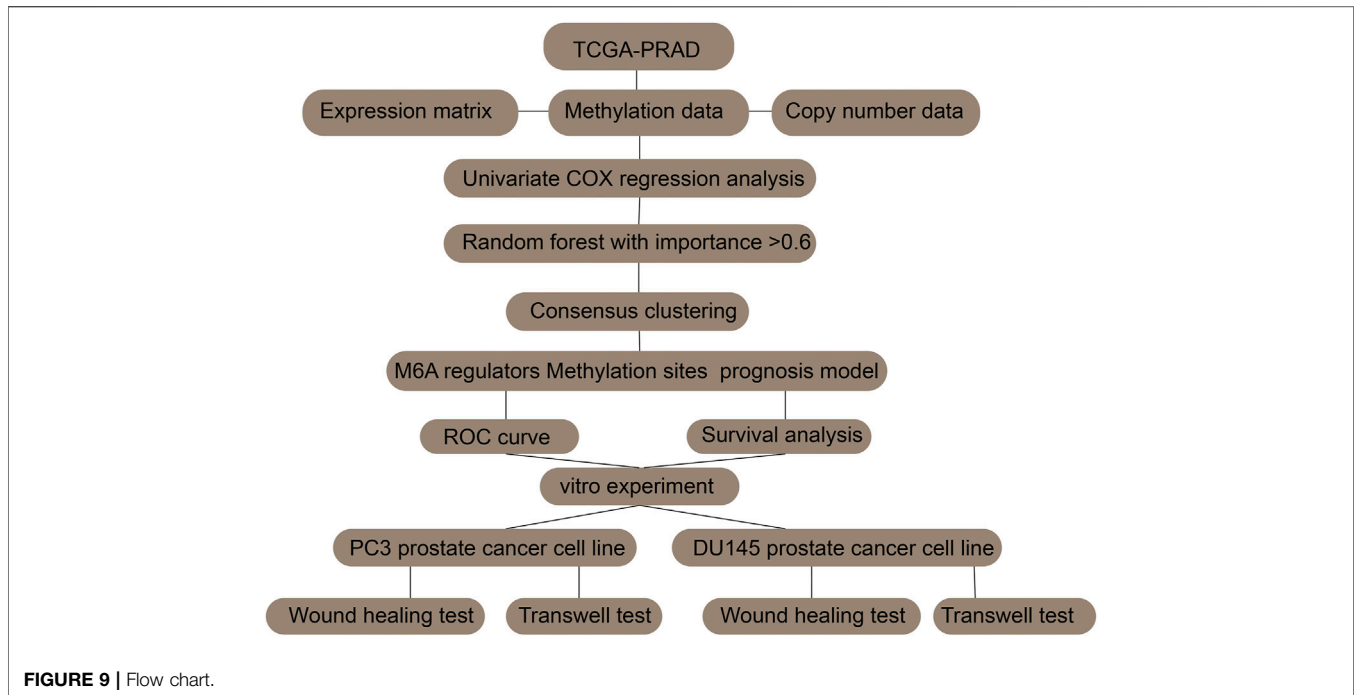 TCGA-PRAD
Expression matrix
Methylation data
Copy number data
Univariate COX regression analysis
Random forest with importance >0.6
Consensus clustering
M6A regulators Methylation sites prognosis model
ROC curve
Survival analysis
vitro experiment
PC3 prostate cancer cell line
DU145 prostate cancer cell line
Wound healing test
Transwell test
Wound healing test
Transwell test
FIGURE 9 | Flow chart.